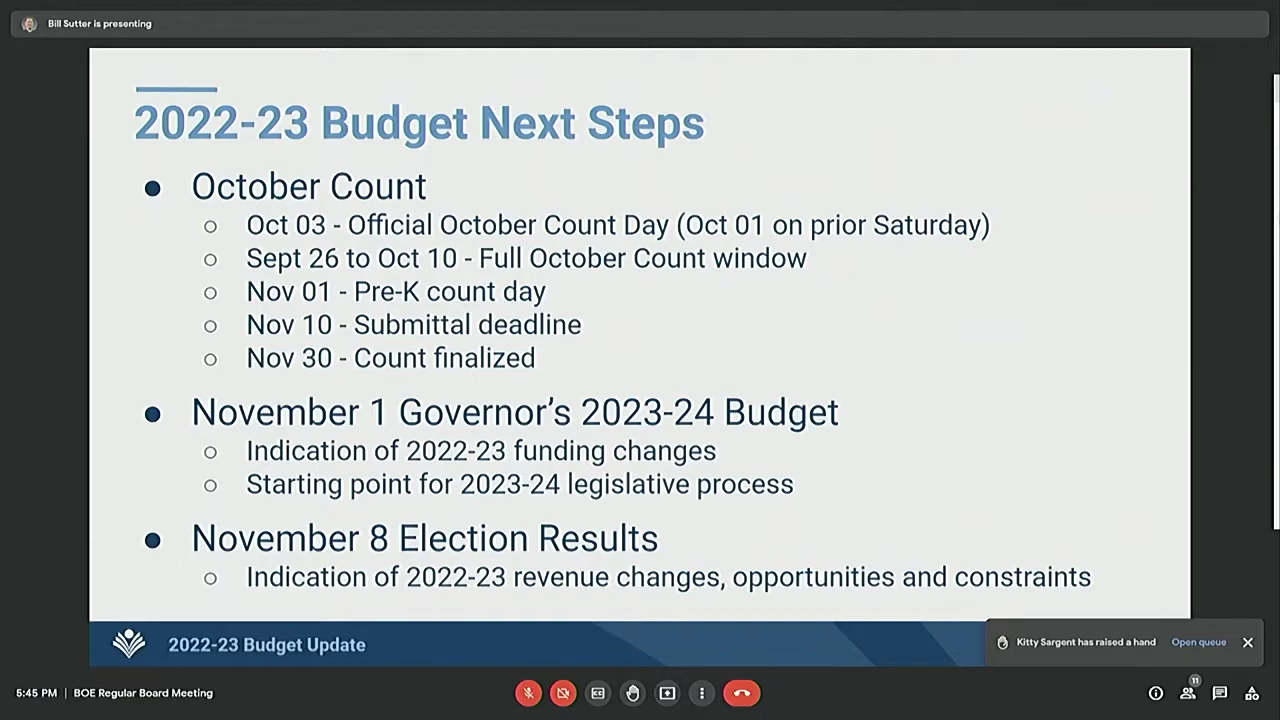 Bill Sutter is presenting
2022-23 Budget Next Steps
● October Count
○ Oct 03 - Official October Count Day (Oct 01 on prior Saturday)
○ Sept 26 to Oct 10 - Full October Count window
○ Nov 01 - Pre-K count day
○ Nov 10 - Submittal deadline
○ Nov 30 - Count finalized
● November 1 Governor’s 2023-24 Budget
○ Indication of 2022-23 funding changes
○ Starting point for 2023-24 legislative process
● November 8 Election Results
○ Indication of 2022-23 revenue changes, opportunities and constraints
2022-23 Budget Update
Kitty Sargent has raised a hand Open queue
5:45 PM | BOE Regular Board Meeting
11